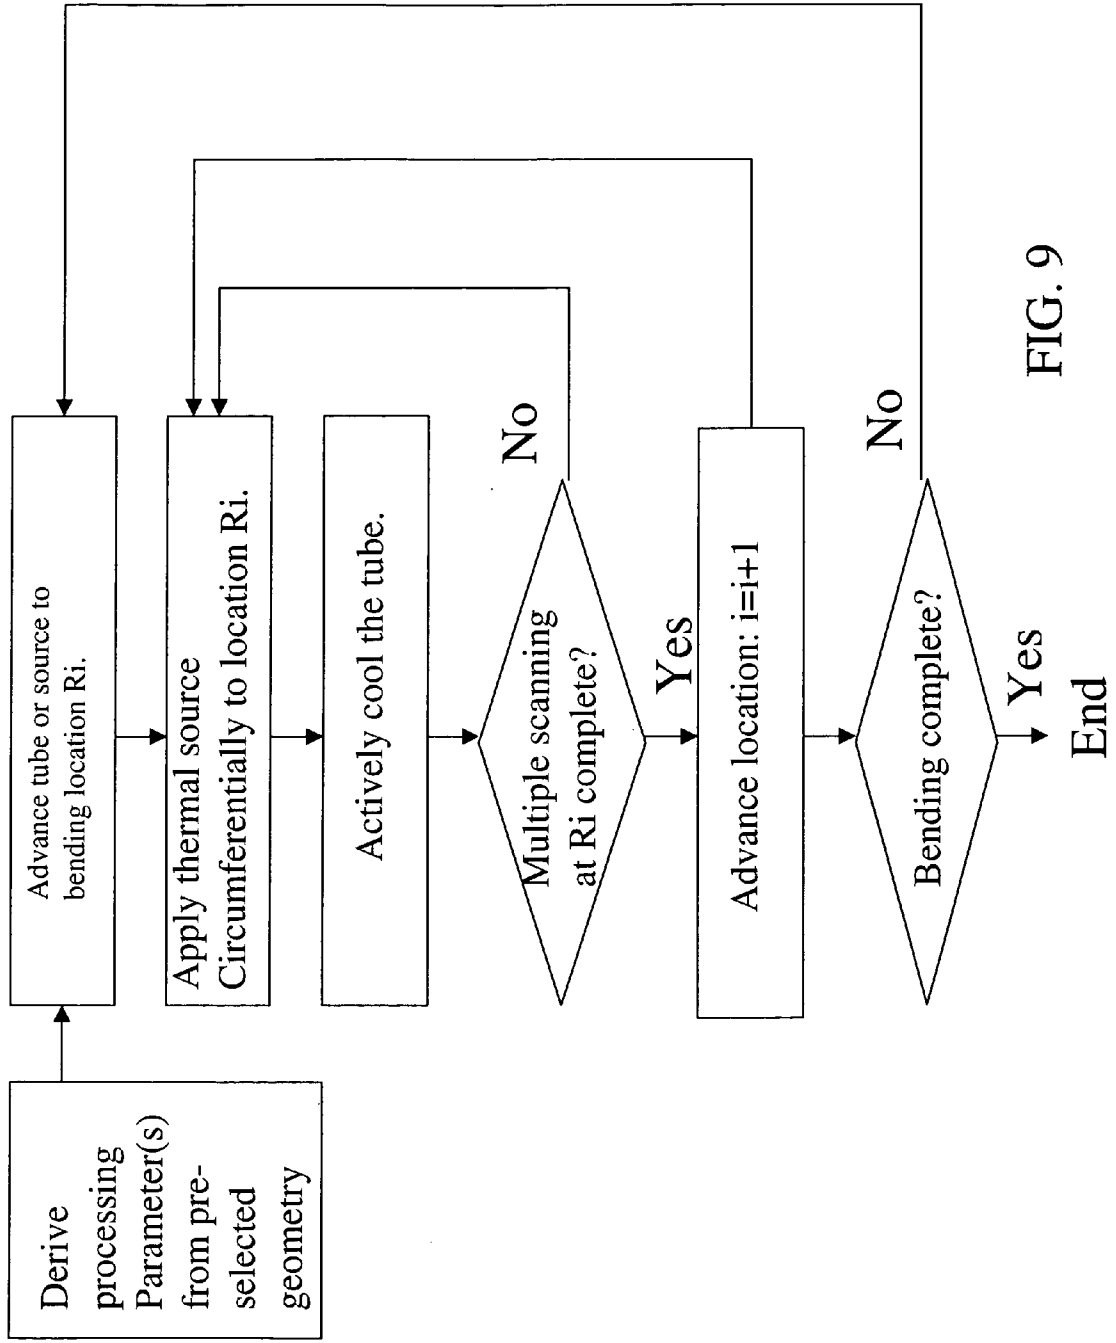 Derive
processing
Parameter(s)
from pre-
selected
geometry
Advance tube or source to
bending location Ri.
Apply thermal source
Circumferentially to location Ri.
Actively cool the tube.
Multiple scanning
at Ri complete?
No
Yes
Advance location: i=i+1
Bending complete?
No
Yes
End
FIG. 9